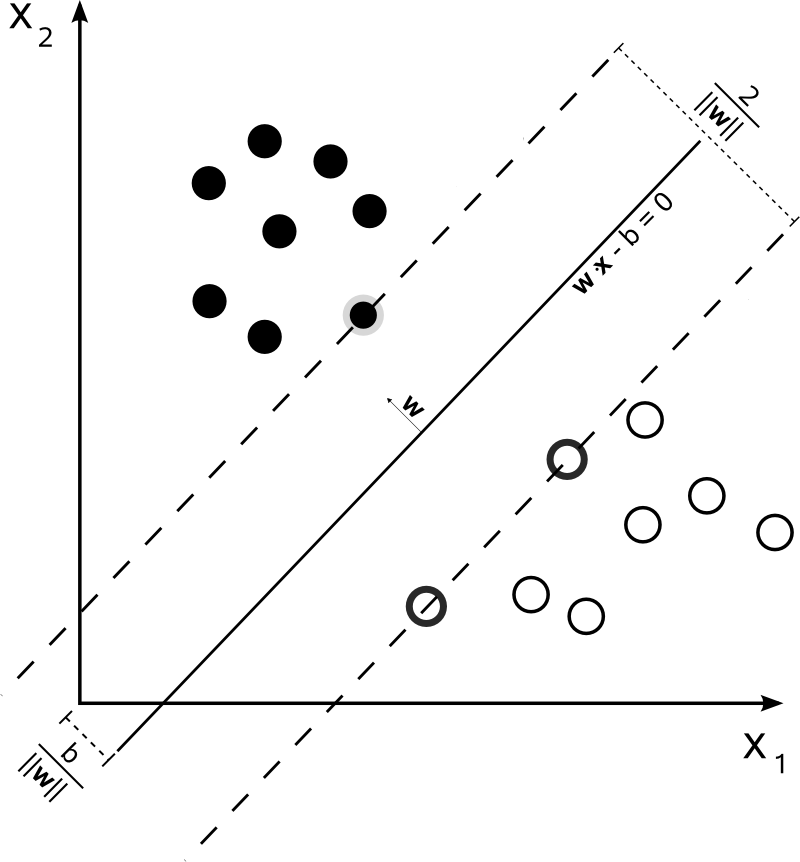 X₂
2
‖w‖
w·x - b = 0
w
X₁
b
‖w‖